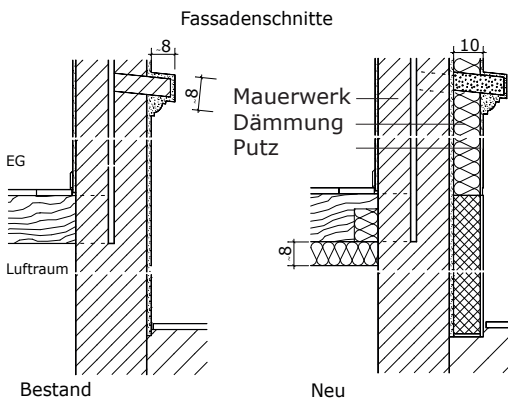 Fassadenschnitte
~8
~8
EG
Luftraum
Bestand
10
Mauerwerk
Dämmung
Putz
~8
Neu